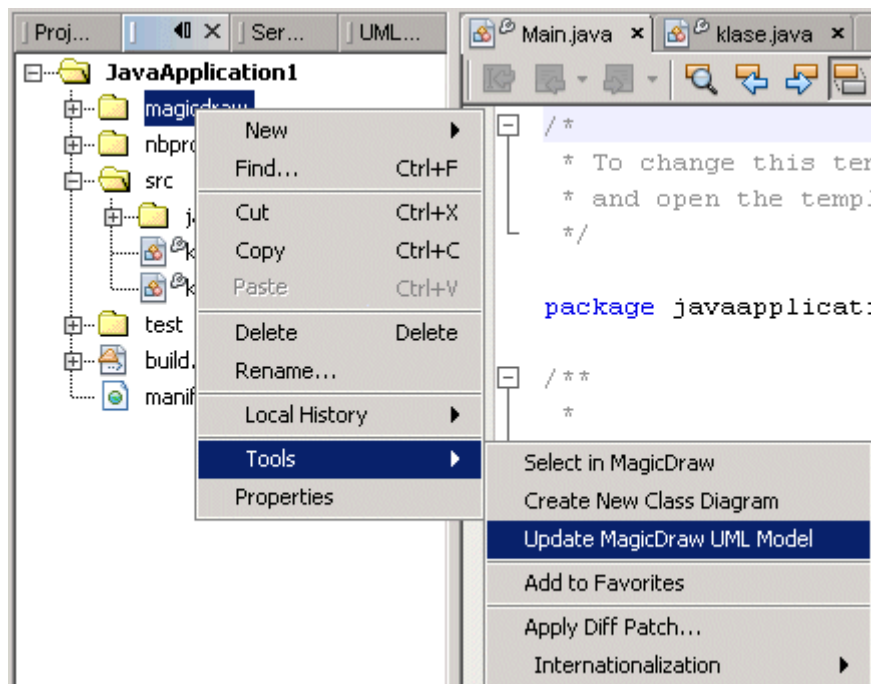 Proj...
Ser...
UML...
Main.java
klase.java
JavaApplication1
magicdraw
nbpro
src
j
k
k
test
build.
manif
New
Find... Ctrl+F
Cut Ctrl+X
Copy Ctrl+C
Paste Ctrl+V
Delete Delete
Rename...
Local History
Tools
Properties
Select in MagicDraw
Create New Class Diagram
Update MagicDraw UML Model
Add to Favorites
Apply Diff Patch...
Internationalization
/*
* To change this ter
* and open the templ
*/
package javaapplicati
/**
*